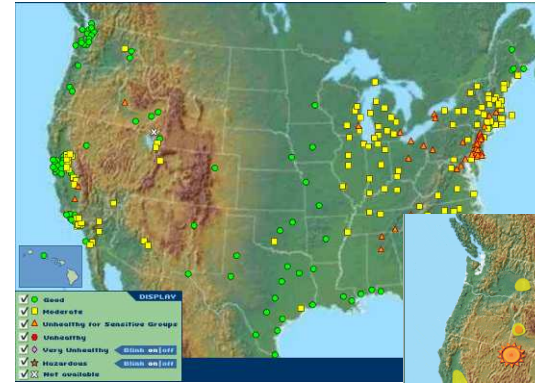 DISPLAY
Good
Moderate
Unhealthy for Sensitive Groups
Unhealthy
Very Unhealthy Blink on|off
Hazardous Blink on|off
Not available